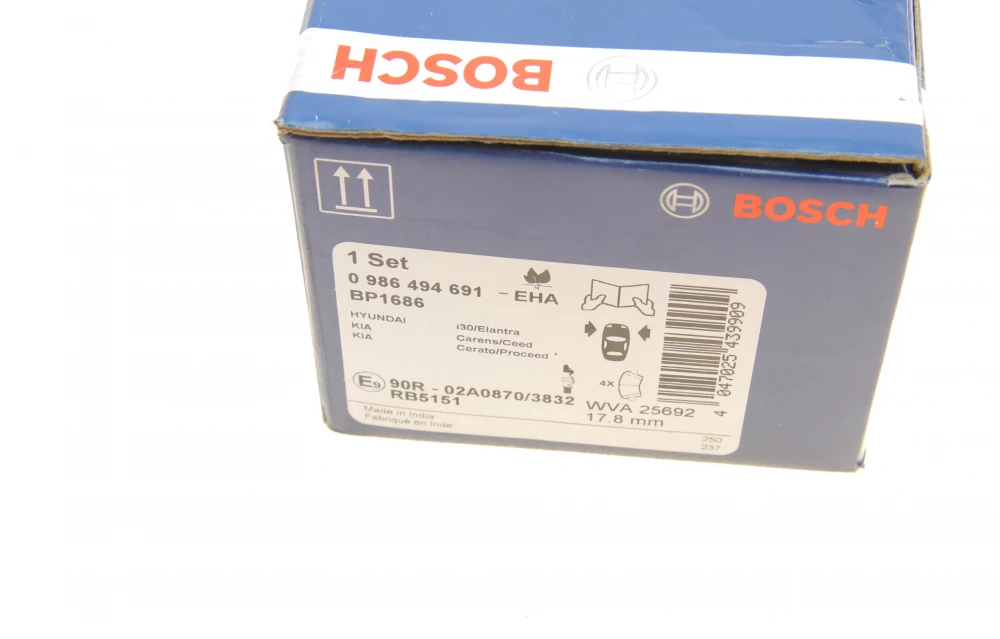 BOSCH
BOSCH
1 Set
0 986 494 691 - EHA
BP1686
HYUNDAI i30/Elantra
KIA Carens/Ceed
KIA Cerato/Proceed
E9 90R - 02A0870/3832
RB5151
4X
WVA 25692
17.8 mm
4 047025 439909
Made in India
Fabriqué en Inde
250
237